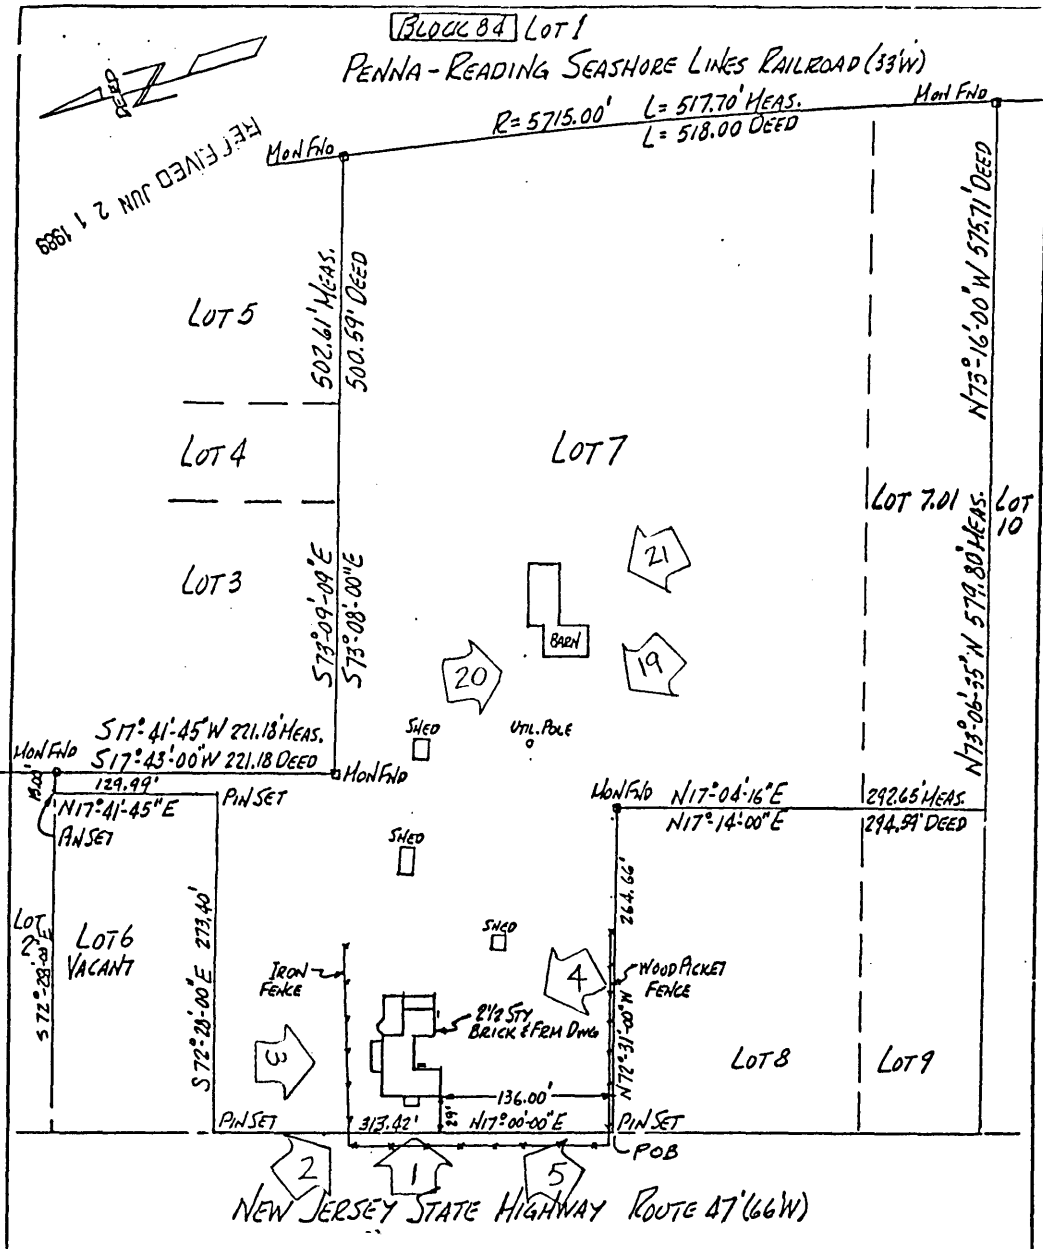 BLOCK 84 LOT 1
PENNA-READING SEASHORE LINES RAILROAD (33'W)
R= 5715.00' L= 517.70' MEAS.
L= 518.00 DEED
MON FND
MON FND
DEED
RECEIVED JUN 21 1989
LOT 5
502.61' MEAS.
500.59' DEED
N73°-16'-00"W 575.71' DEED
LOT 4
LOT 7
LOT 7.01
LOT 10
LOT 3
S73°-09'-09"E
S73°-08'-00"E
N73°-06'-35"N 579.80' MEAS.
21
BARN
19
20
SHED
UTIL. POLE
S17°-41'-45"W 221.18' MEAS.
S17°-43'-00"W 221.18 DEED
MON FND
MON FND
129.99'
N17°-41'-45"E
PIN SET
PIN SET
MON FND
N17°-04'-16"E 292.65' MEAS.
N17°-14'-00"E 294.59' DEED
SHED
264.66'
SHED
LOT 2
S72°-28'-00"E
LOT 6
VACANT
S72°-28'-00"E 273.40'
IRON FENCE
4
WOOD PICKET FENCE
2 1/2 STY
BRICK & FRM DWG
3
N72°-31'-00"W
LOT 8
LOT 9
136.00'
29'
PIN SET
313.42'
N17°-00'-00"E
PIN SET
POB
2
1
5
NEW JERSEY STATE HIGHWAY ROUTE 47 (66'W)